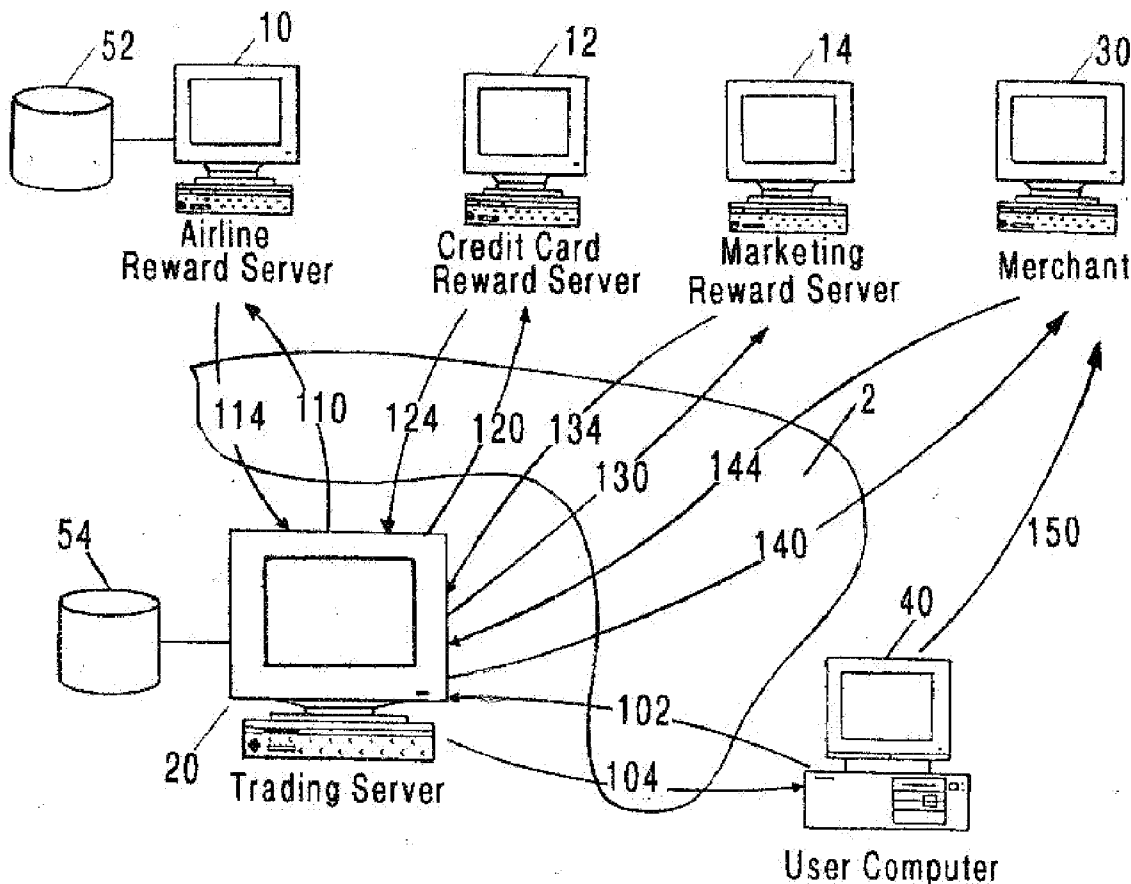 52
10
12
14
30
Airline
Reward Server
Credit Card
Reward Server
Marketing
Reward Server
Merchant
114
110
124
120
134
130
144
2
140
150
54
40
20
102
104
Trading Server
User Computer